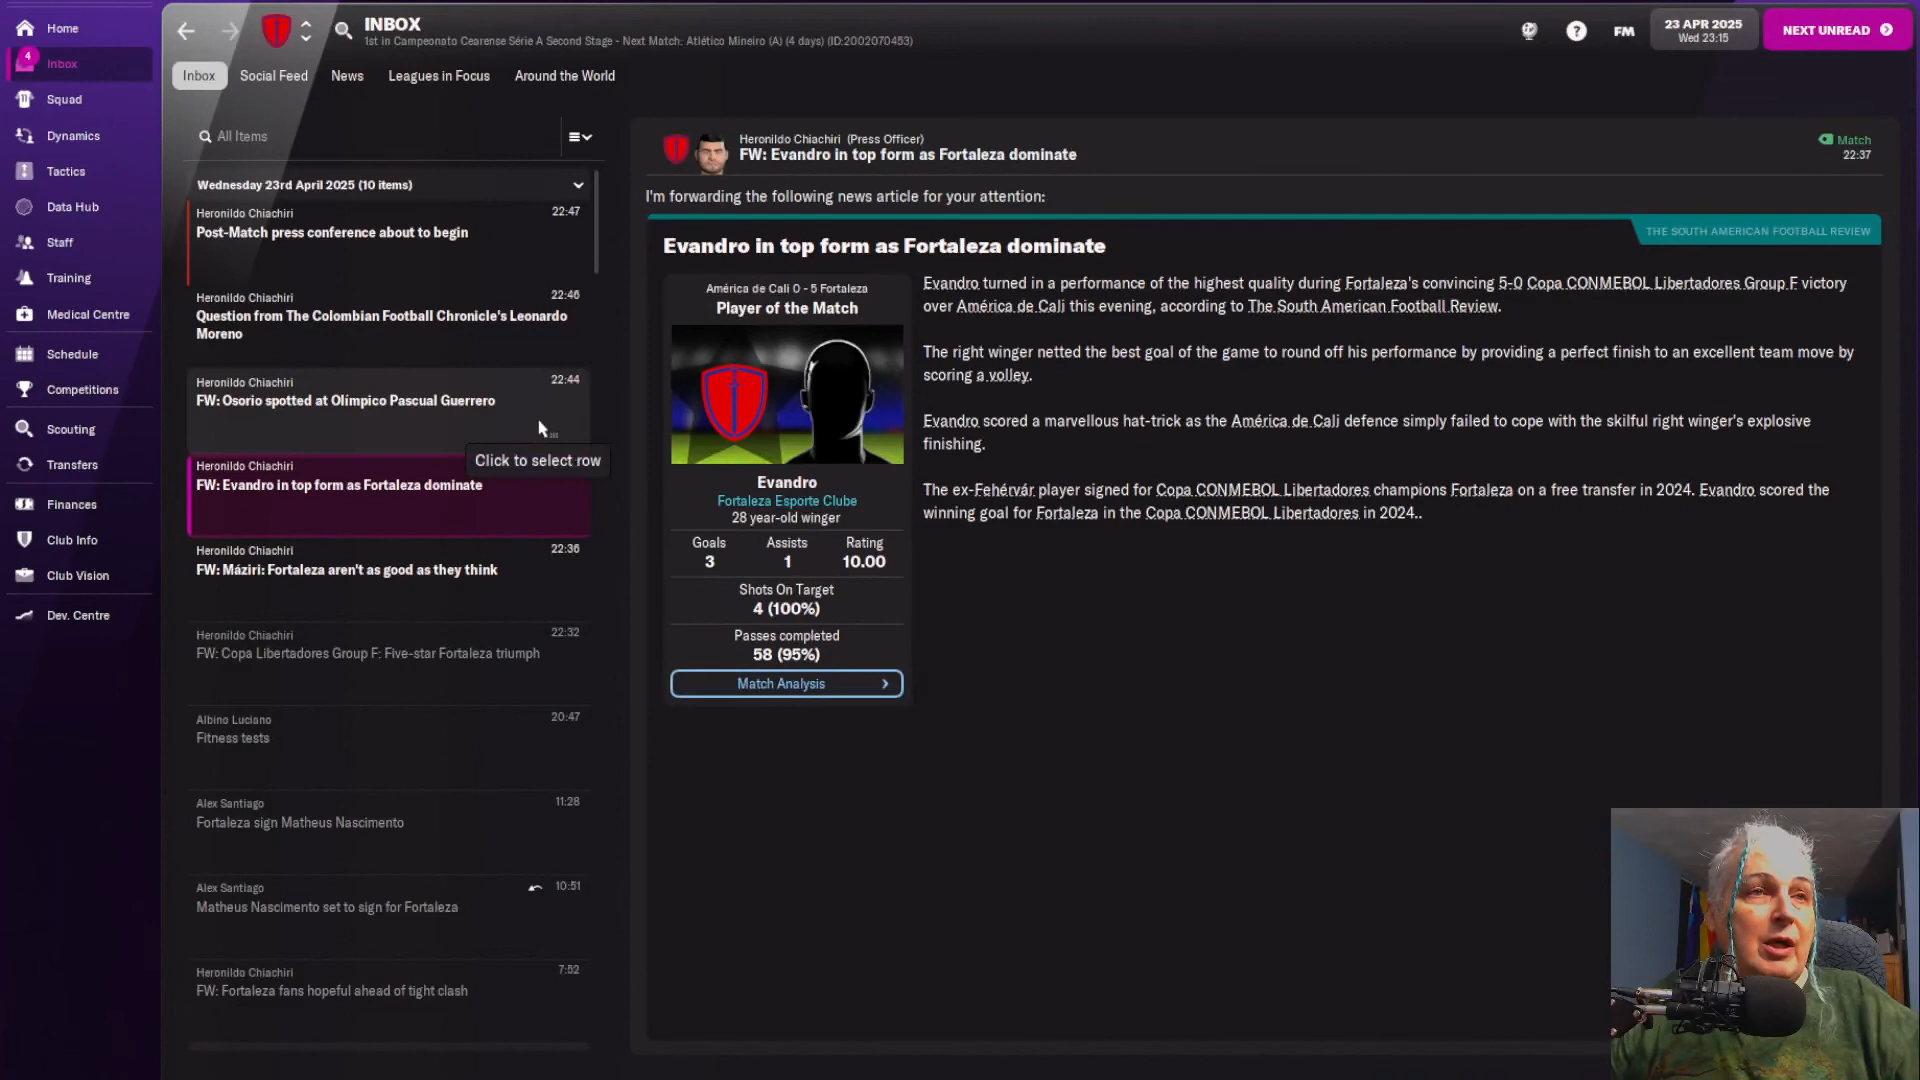 Home
4
Inbox
Squad
Dynamics
Tactics
Data Hub
Staff
Training
Medical Centre
Schedule
Competitions
Scouting
Transfers
Finances
Club Info
Club Vision
Dev. Centre
INBOX
1st in Campeonato Cearense Série A Second Stage - Next Match: Atlético Mineiro (A) (4 days) (ID:2002070453)
FM
23 APR 2025
Wed 23:15
NEXT UNREAD
Inbox
Social Feed
News
Leagues in Focus
Around the World
All Items
Wednesday 23rd April 2025 (10 items)
Heronildo Chiachiri
22:47
Post-Match press conference about to begin
Heronildo Chiachiri
22:46
Question from The Colombian Football Chronicle's Leonardo
Moreno
Heronildo Chiachiri
22:44
FW: Osorio spotted at Olímpico Pascual Guerrero
Click to select row
Heronildo Chiachiri
FW: Evandro in top form as Fortaleza dominate
Heronildo Chiachiri
22:36
FW: Máziri: Fortaleza aren't as good as they think
Heronildo Chiachiri
22:32
FW: Copa Libertadores Group F: Five-star Fortaleza triumph
Albino Luciano
20:47
Fitness tests
Alex Santiago
11:28
Fortaleza sign Matheus Nascimento
Alex Santiago
10:51
Matheus Nascimento set to sign for Fortaleza
Heronildo Chiachiri
7:52
FW: Fortaleza fans hopeful ahead of tight clash
Heronildo Chiachiri (Press Officer)
FW: Evandro in top form as Fortaleza dominate
Match
22:37
I'm forwarding the following news article for your attention:
THE SOUTH AMERICAN FOOTBALL REVIEW
Evandro in top form as Fortaleza dominate
América de Cali 0 - 5 Fortaleza
Player of the Match
Evandro
Fortaleza Esporte Clube
28 year-old winger
Goals Assists Rating
3 1 10.00
Shots On Target
4 (100%)
Passes completed
58 (95%)
Match Analysis
Evandro turned in a performance of the highest quality during Fortaleza's convincing 5-0 Copa CONMEBOL Libertadores Group F victory
over América de Cali this evening, according to The South American Football Review.
The right winger netted the best goal of the game to round off his performance by providing a perfect finish to an excellent team move by
scoring a volley.
Evandro scored a marvellous hat-trick as the América de Cali defence simply failed to cope with the skilful right winger's explosive
finishing.
The ex-Fehérvár player signed for Copa CONMEBOL Libertadores champions Fortaleza on a free transfer in 2024. Evandro scored the
winning goal for Fortaleza in the Copa CONMEBOL Libertadores in 2024..